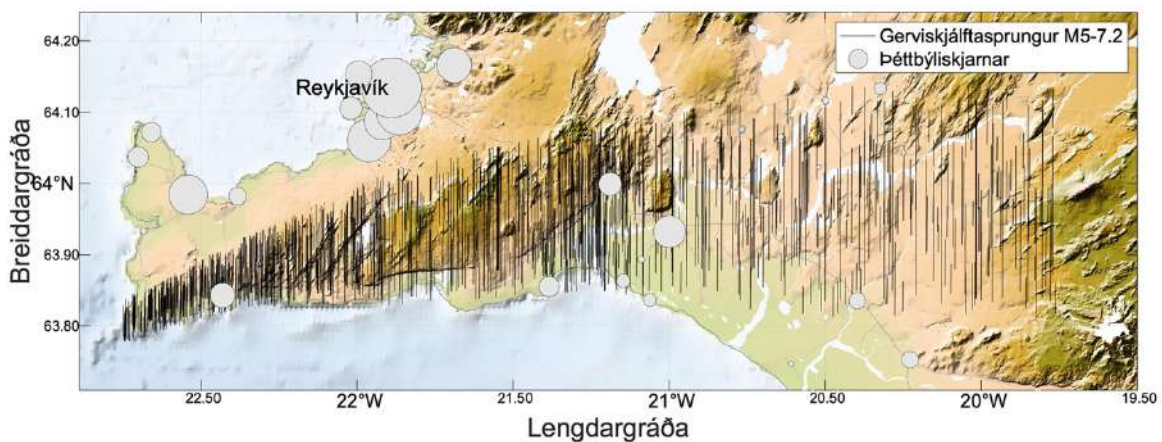 64.20
64.10
64°N
63.90
63.80
Breiddargráða
Reykjavík
Gerviskjálftasprungur M5-7.2
Þéttbýliskjarnar
22.50
22°W
21.50
21°W
20.50
20°W
19.50
Lengdargráða